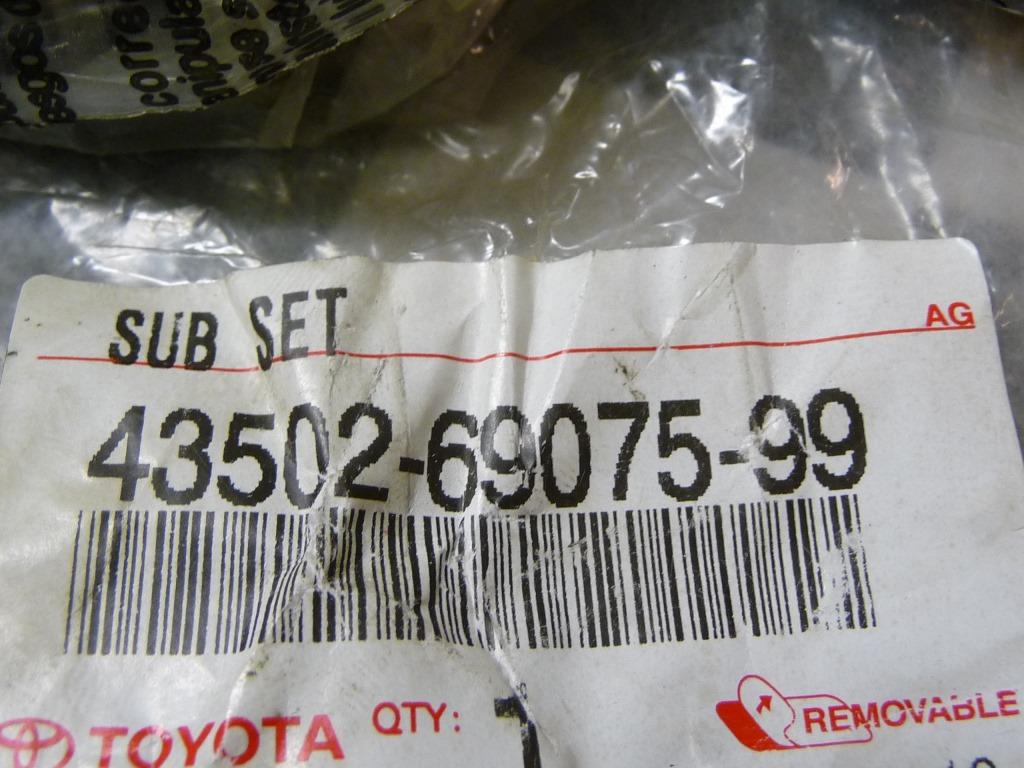 SUB SET
AG
43502-69075-99
TOYOTA
QTY:
REMOVABLE